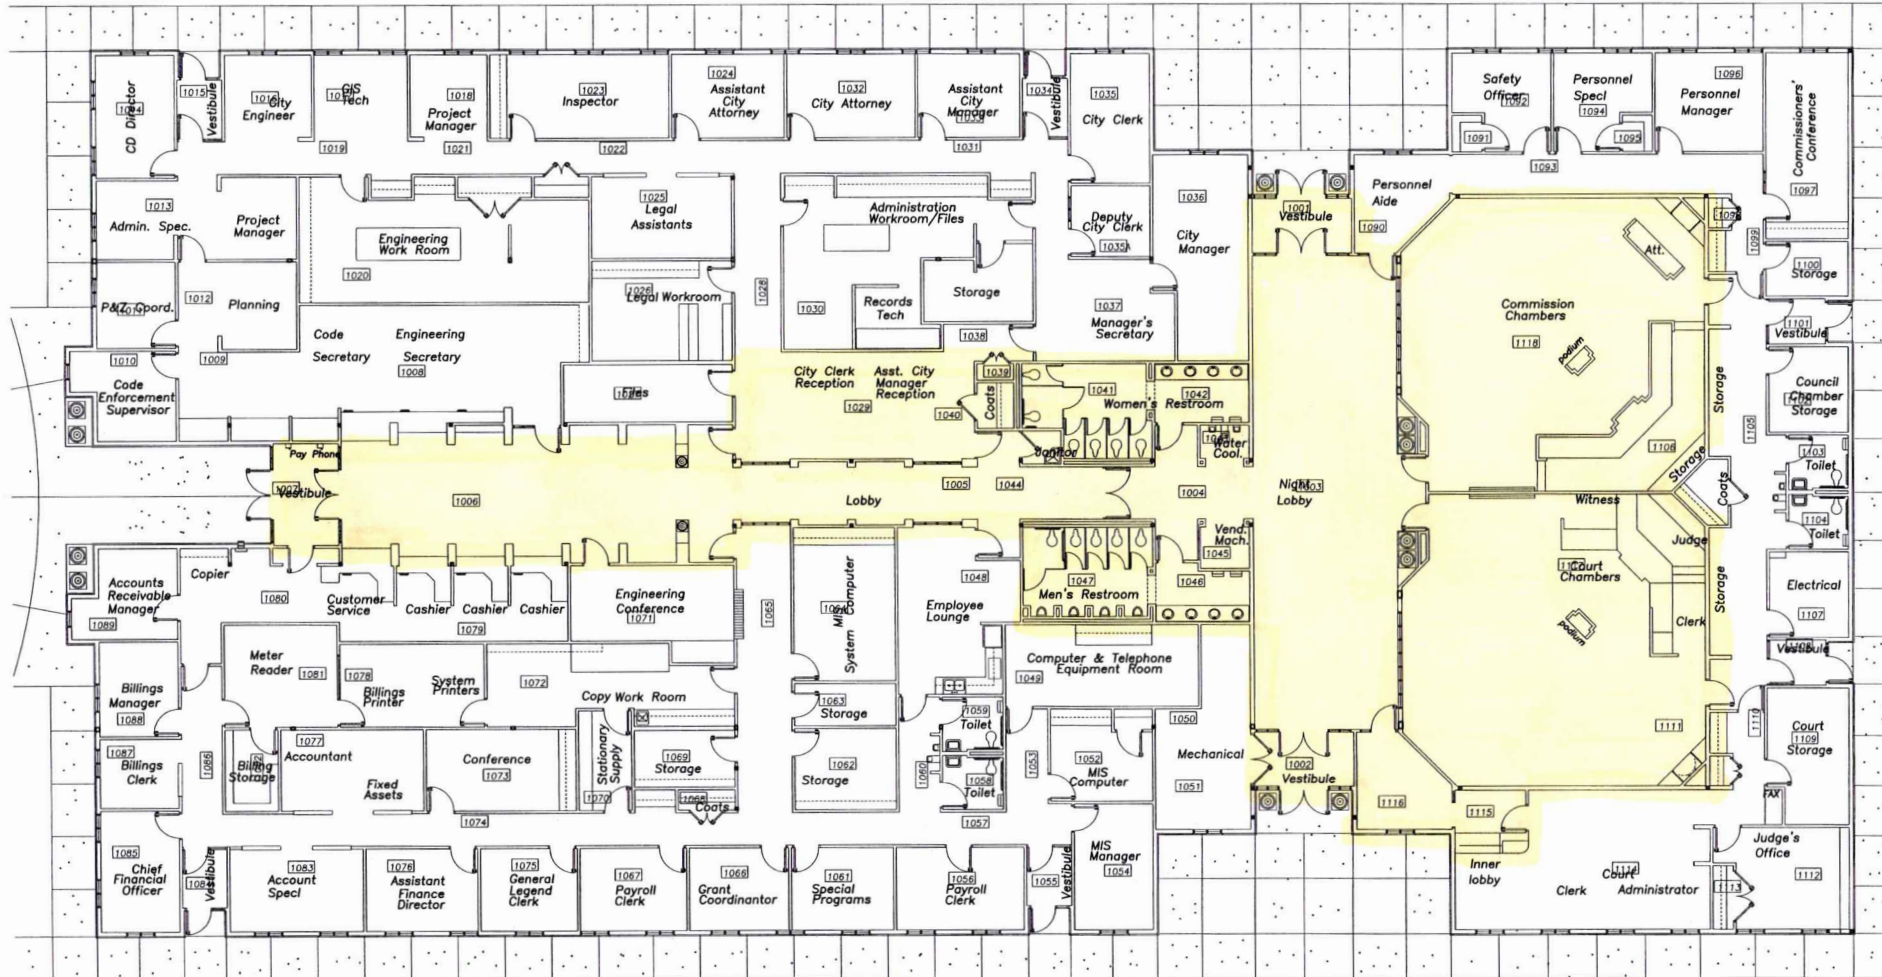 1014
CD Director
1015
Vestibule
1016
City
Engineer
GIS
Tech
1018
Project
Manager
1023
Inspector
1024
Assistant
City
Attorney
1032
City Attorney
Assistant
City
Manager
1033
1034
Vestibule
1035
City Clerk
Safety
Officer
1092
1091
Personnel
Specl
1094
1095
1096
Personnel
Manager
Commissioners'
Conference
1097
1019
1021
1022
1031
1093
1013
Admin. Spec.
Project
Manager
Engineering
Work Room
1020
1025
Legal
Assistants
Administration
Workroom/Files
Deputy
City Clerk
1035A
1036
City
Manager
1001
Vestibule
Personnel
Aide
1090
Att.
1099
1100
Storage
P&Z Coord.
1011
1012
Planning
1026
Legal Workroom
1028
1030
Records
Tech
Storage
1037
Manager's
Secretary
1038
Commission
Chambers
1118
podium
1101
Vestibule
1010
Code
Enforcement
Supervisor
1009
Code
Secretary
Engineering
Secretary
1008
Files
City Clerk
Reception
Asst. City
Manager
Reception
1029
1039
1040
Coats
1041
1042
Women's Restroom
Storage
Council
Chamber
Storage
1102
1105
Pay Phone
1007
Vestibule
1006
Janitor
Water
Cool.
1106
Storage
1103
Toilet
1005
1044
1004
Lobby
Night
Lobby
1003
Witness
Coats
1104
Toilet
Vend.
Mach.
1045
Judge
Court
Chambers
Copier
Accounts
Receivable
Manager
1089
1080
Customer
Service
Cashier
Cashier
Cashier
1079
Engineering
Conference
1071
1065
MIS Computer
System
1048
Employee
Lounge
1047
Men's Restroom
1046
podium
Clerk
Storage
Electrical
1107
Vestibule
Meter
Reader
1081
1078
Billings
Printer
System
Printers
1072
Copy Work Room
1063
Storage
Computer & Telephone
Equipment Room
1049
Billings
Manager
1088
1059
Toilet
1050
1111
1110
Court
Storage
1109
1087
Billings
Clerk
1086
Billing
Storage
1077
Accountant
Fixed
Assets
Conference
1073
Stationary
Supply
1070
1069
Storage
1068
Coats
1062
Storage
1060
1058
Toilet
1053
1052
MIS
Computer
Mechanical
1051
1002
Vestibule
1074
1057
1116
1115
FAX
1085
Chief
Financial
Officer
Vestibule
1083
Account
Specl
1076
Assistant
Finance
Director
1075
General
Legend
Clerk
1067
Payroll
Clerk
1066
Grant
Coordinantor
1061
Special
Programs
1056
Payroll
Clerk
1055
Vestibule
MIS
Manager
1054
Inner
lobby
Clerk
Court
Administrator
1113
Judge's
Office
1112